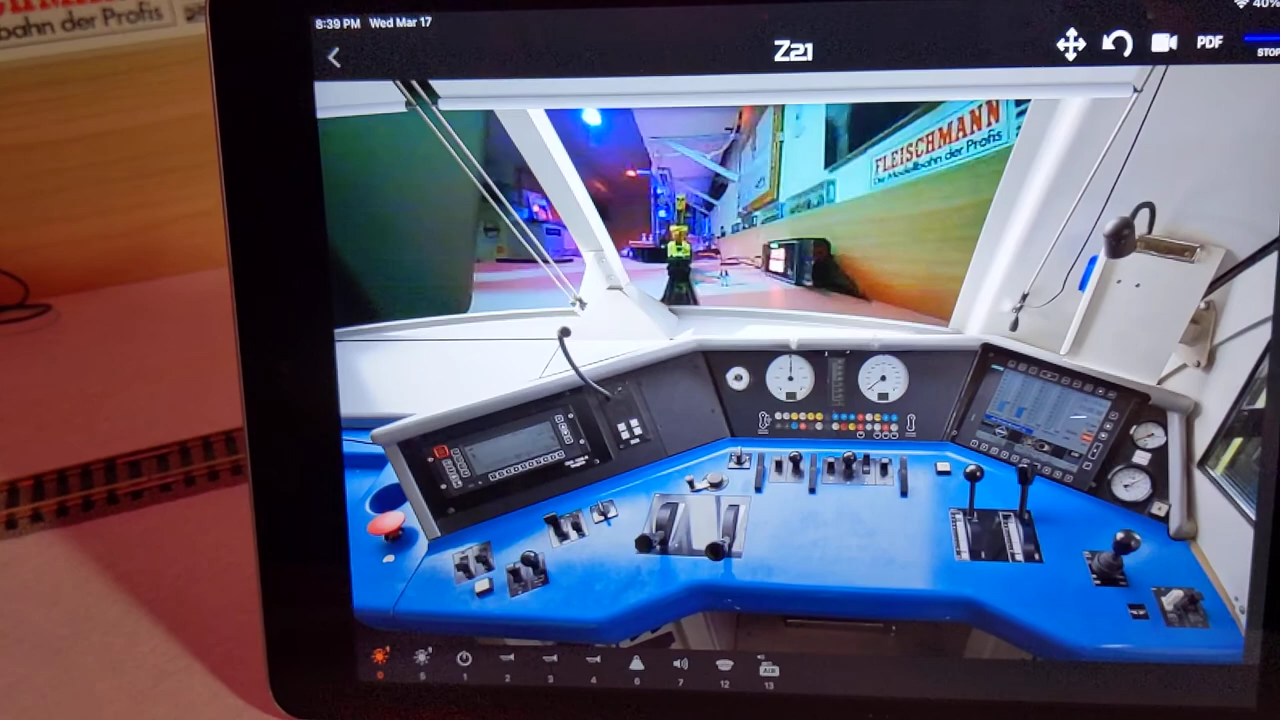 bahn der Profis
8:39 PM Wed Mar 17
40%
Z21
PDF
STOP
FLEISCHMANN
Die Modellbahn der Profis
0
5
1
2
3
4
6
7
12
13